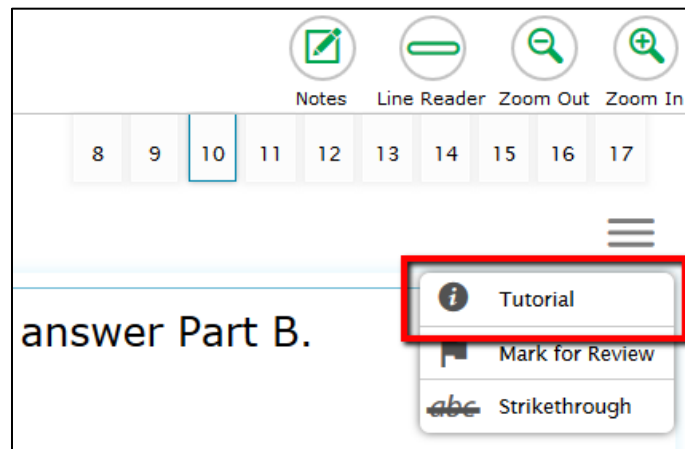 Notes Line Reader Zoom Out Zoom In
8 9 10 11 12 13 14 15 16 17
Tutorial
answer Part B.
Mark for Review
abc Strikethrough